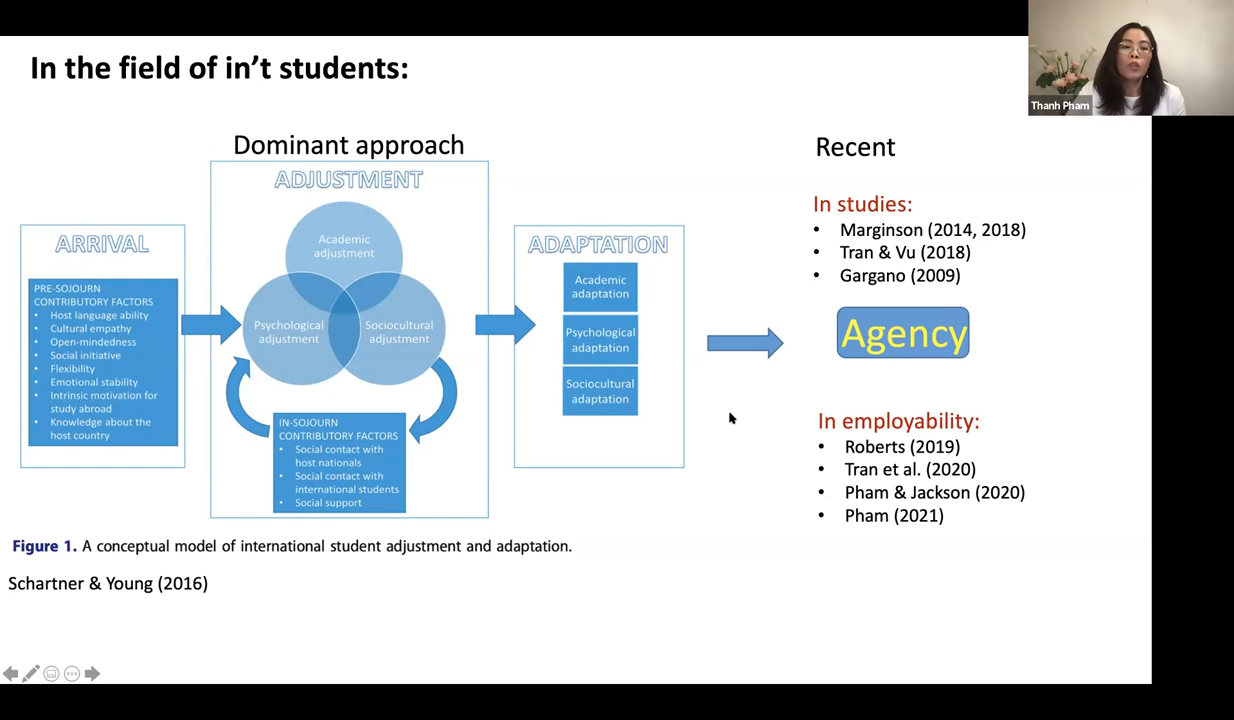 In the field of in't students:
Thanh Pham
Dominant approach
ADJUSTMENT
Academic
adjustment
Psychological
adjustment
Sociocultural
adjustment
IN-SOJOURN
CONTRIBUTORY FACTORS
• Social contact with
host nationals
• Social contact with
international students
• Social support
ARRIVAL
PRE-SOJOURN
CONTRIBUTORY FACTORS
• Host language ability
• Cultural empathy
• Open-mindedness
• Social initiative
• Flexibility
• Emotional stability
• Intrinsic motivation for
study abroad
• Knowledge about the
host country
ADAPTATION
Academic
adaptation
Psychological
adaptation
Sociocultural
adaptation
Figure 1. A conceptual model of international student adjustment and adaptation.
Schartner & Young (2016)
Recent
In studies:
• Marginson (2014, 2018)
• Tran & Vu (2018)
• Gargano (2009)
Agency
In employability:
• Roberts (2019)
• Tran et al. (2020)
• Pham & Jackson (2020)
• Pham (2021)